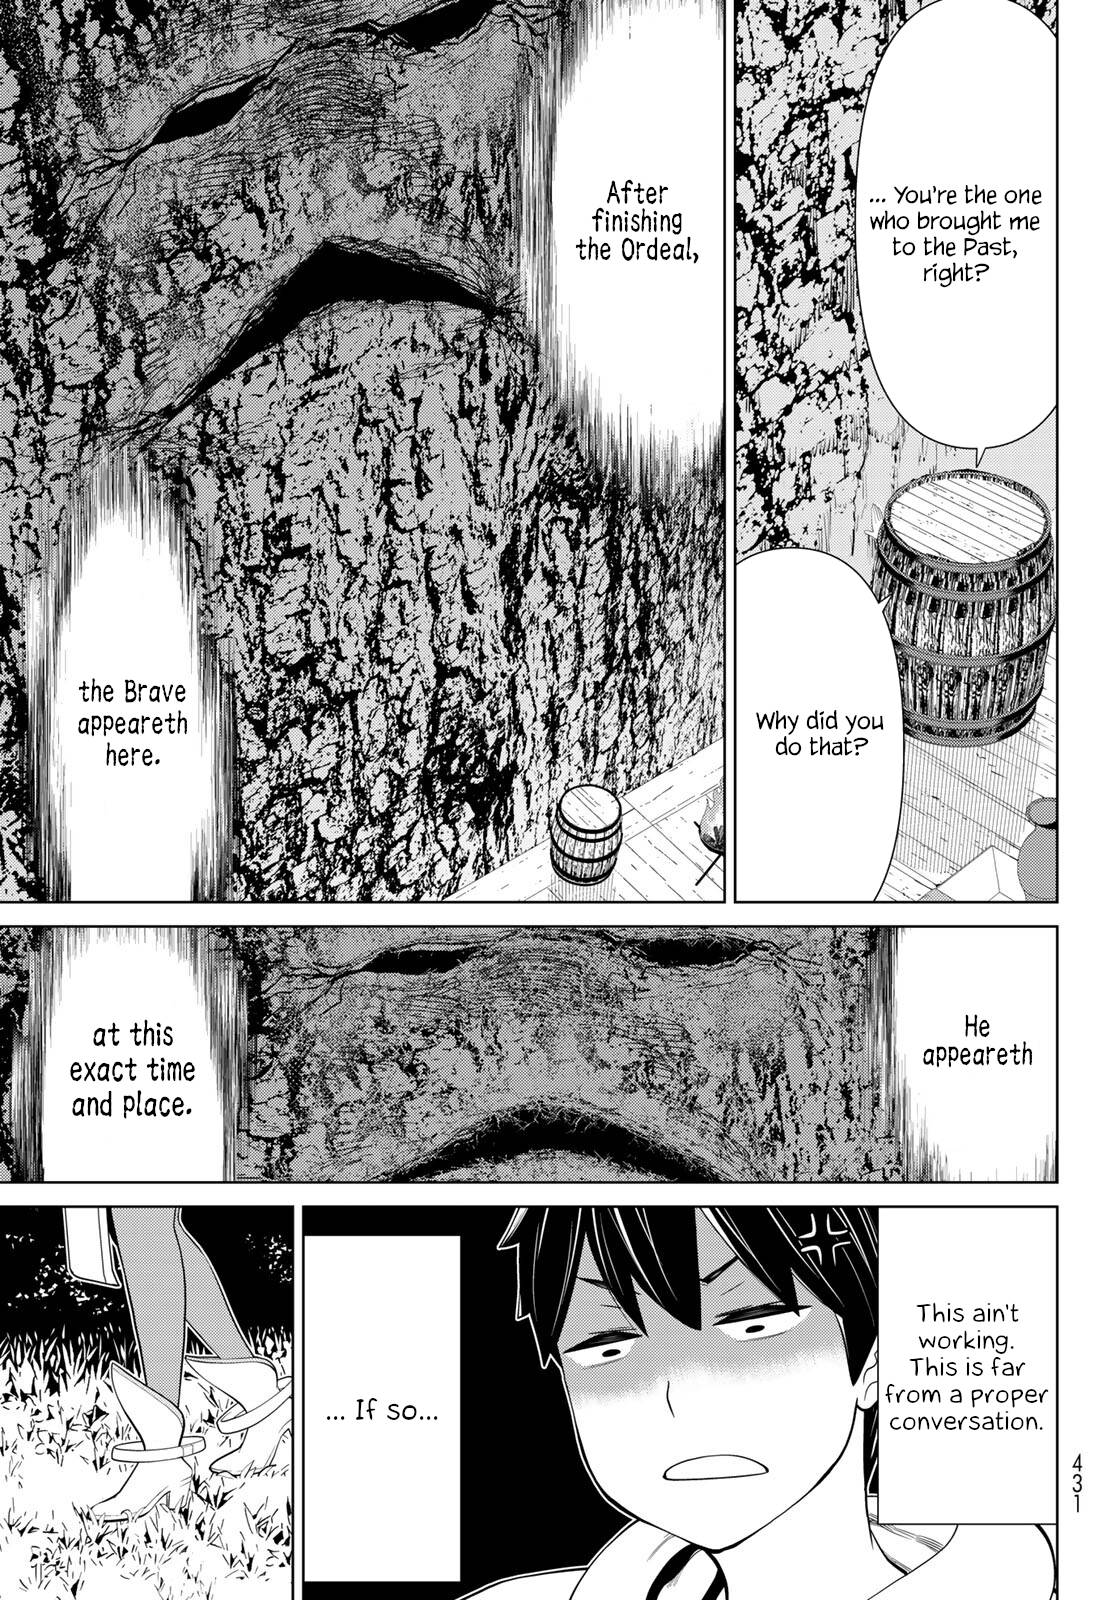 ... You're the one
who brought me
to the Past,
right?
Why did you
do that?
After
finishing
the Ordeal,
the Brave
appeareth
here.
He
appeareth
at this
exact time
and place.
This ain't
working.
This is far
from a proper
conversation.
... If so...
431